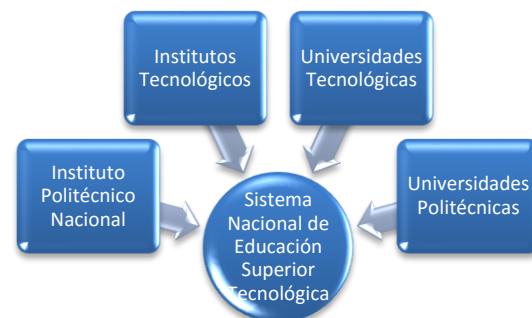 Institutos
Tecnológicos
Universidades
Tecnológicas
Instituto
Politécnico
Nacional
Universidades
Politécnicas
Sistema
Nacional de
Educación
Superior
Tecnológica